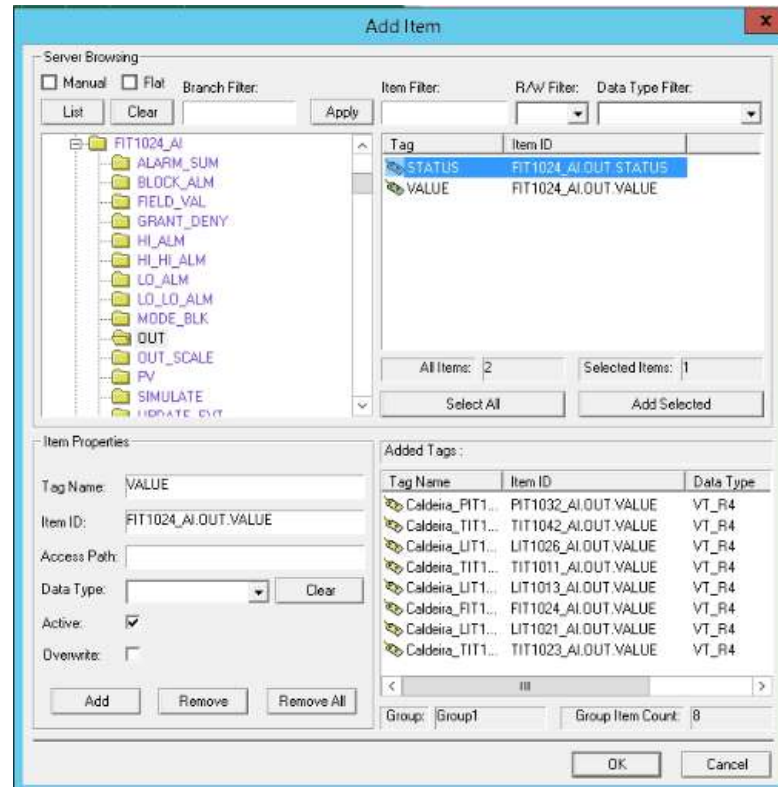 Add Item
x
Server Browsing
Manual Flat Branch Filter: Item Filter: R/W Filter: Data Type Filter:
List Clear Apply
FIT1024_AI
ALARM_SUM
BLOCK_ALM
FIELD_VAL
GRANT_DENY
HI_ALM
HI_HI_ALM
LO_ALM
LO_LO_ALM
MODE_BLK
OUT
OUT_SCALE
PV
SIMULATE
UPDATE_EVT
Tag Item ID
STATUS FIT1024_AI.OUT.STATUS
VALUE FIT1024_AI.OUT.VALUE
All Items: 2 Selected Items: 1
Select All Add Selected
Item Properties
Tag Name: VALUE
Item ID: FIT1024_AI.OUT.VALUE
Access Path:
Data Type: Clear
Active:
Overwrite:
Add Remove Remove All
Added Tags :
Tag Name Item ID Data Type
Caldeira_PIT1... PIT1032_AI.OUT.VALUE VT_R4
Caldeira_TIT1... TIT1042_AI.OUT.VALUE VT_R4
Caldeira_LIT1... LIT1026_AI.OUT.VALUE VT_R4
Caldeira_TIT1... TIT1011_AI.OUT.VALUE VT_R4
Caldeira_LIT1... LIT1013_AI.OUT.VALUE VT_R4
Caldeira_FIT1... FIT1024_AI.OUT.VALUE VT_R4
Caldeira_LIT1... LIT1021_AI.OUT.VALUE VT_R4
Caldeira_TIT1... TIT1023_AI.OUT.VALUE VT_R4
Group: Group1 Group Item Count: 8
OK Cancel